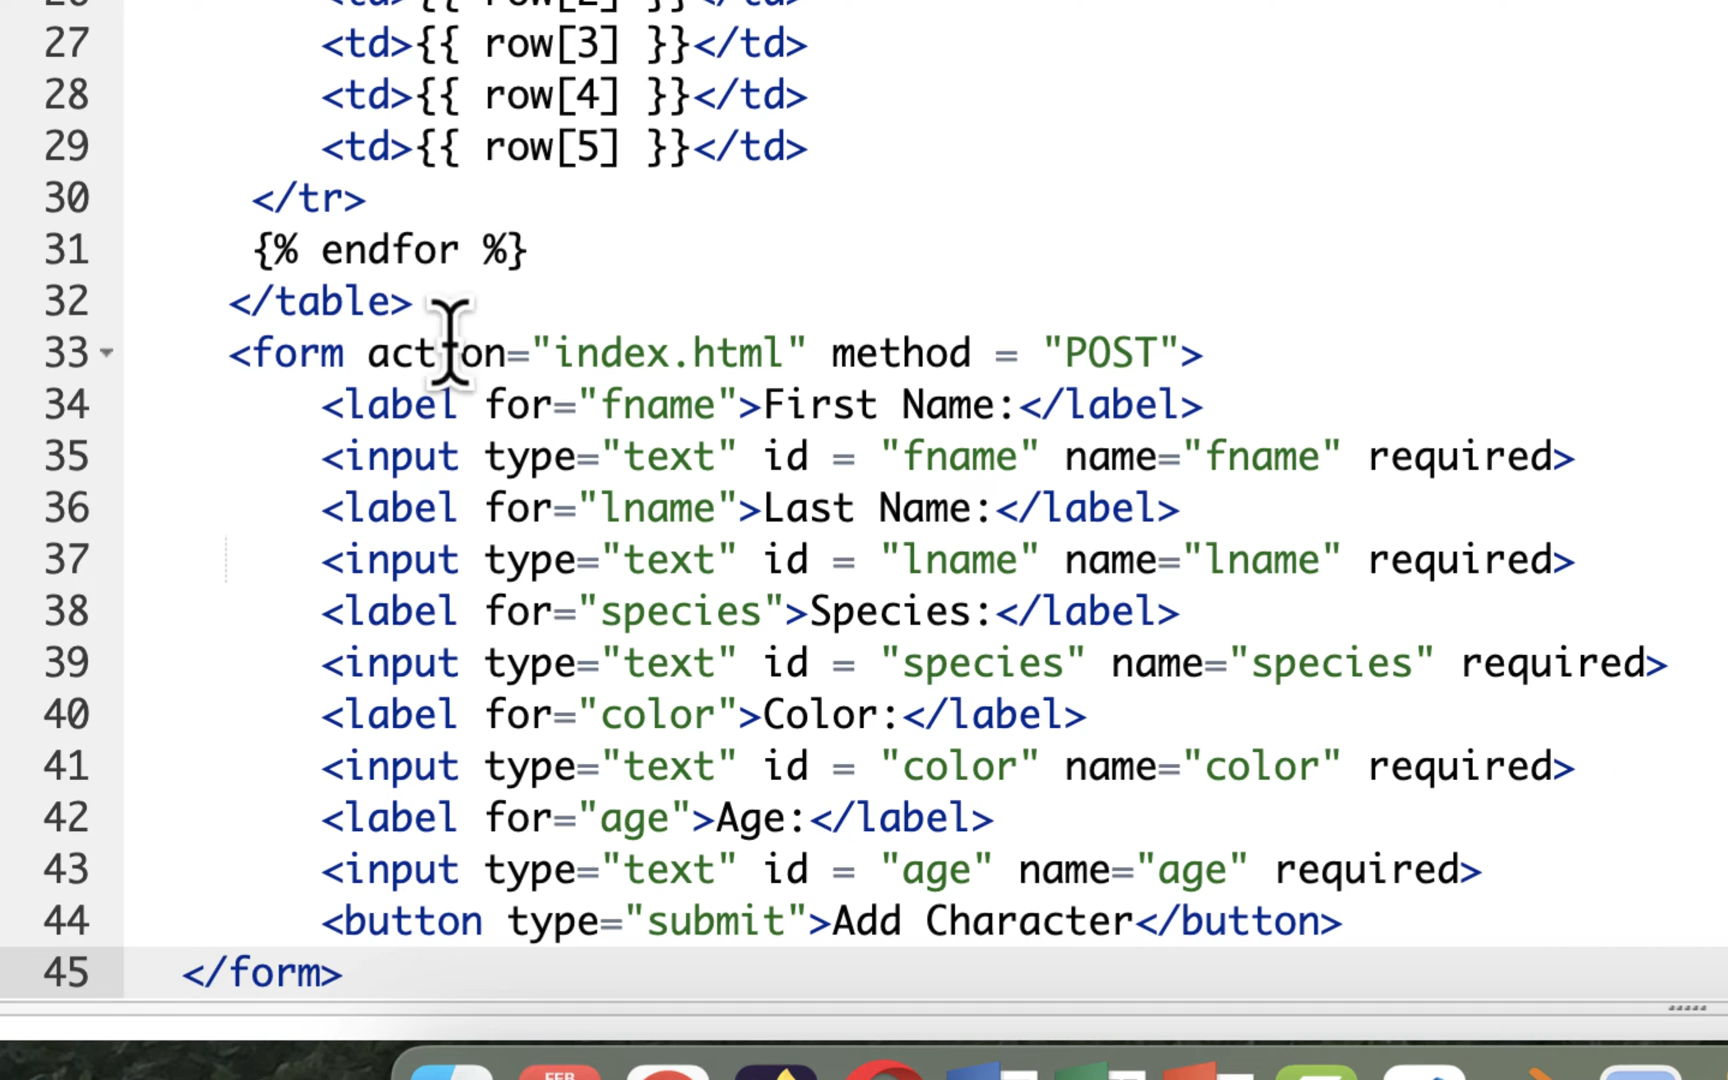 26 <td>{{ row[2] }}</td>
27 <td>{{ row[3] }}</td>
28 <td>{{ row[4] }}</td>
29 <td>{{ row[5] }}</td>
30 </tr>
31 {% endfor %}
32 </table>
33 <form action="index.html" method = "POST">
34 <label for="fname">First Name:</label>
35 <input type="text" id = "fname" name="fname" required>
36 <label for="lname">Last Name:</label>
37 <input type="text" id = "lname" name="lname" required>
38 <label for="species">Species:</label>
39 <input type="text" id = "species" name="species" required>
40 <label for="color">Color:</label>
41 <input type="text" id = "color" name="color" required>
42 <label for="age">Age:</label>
43 <input type="text" id = "age" name="age" required>
44 <button type="submit">Add Character</button>
45 </form>
FEB